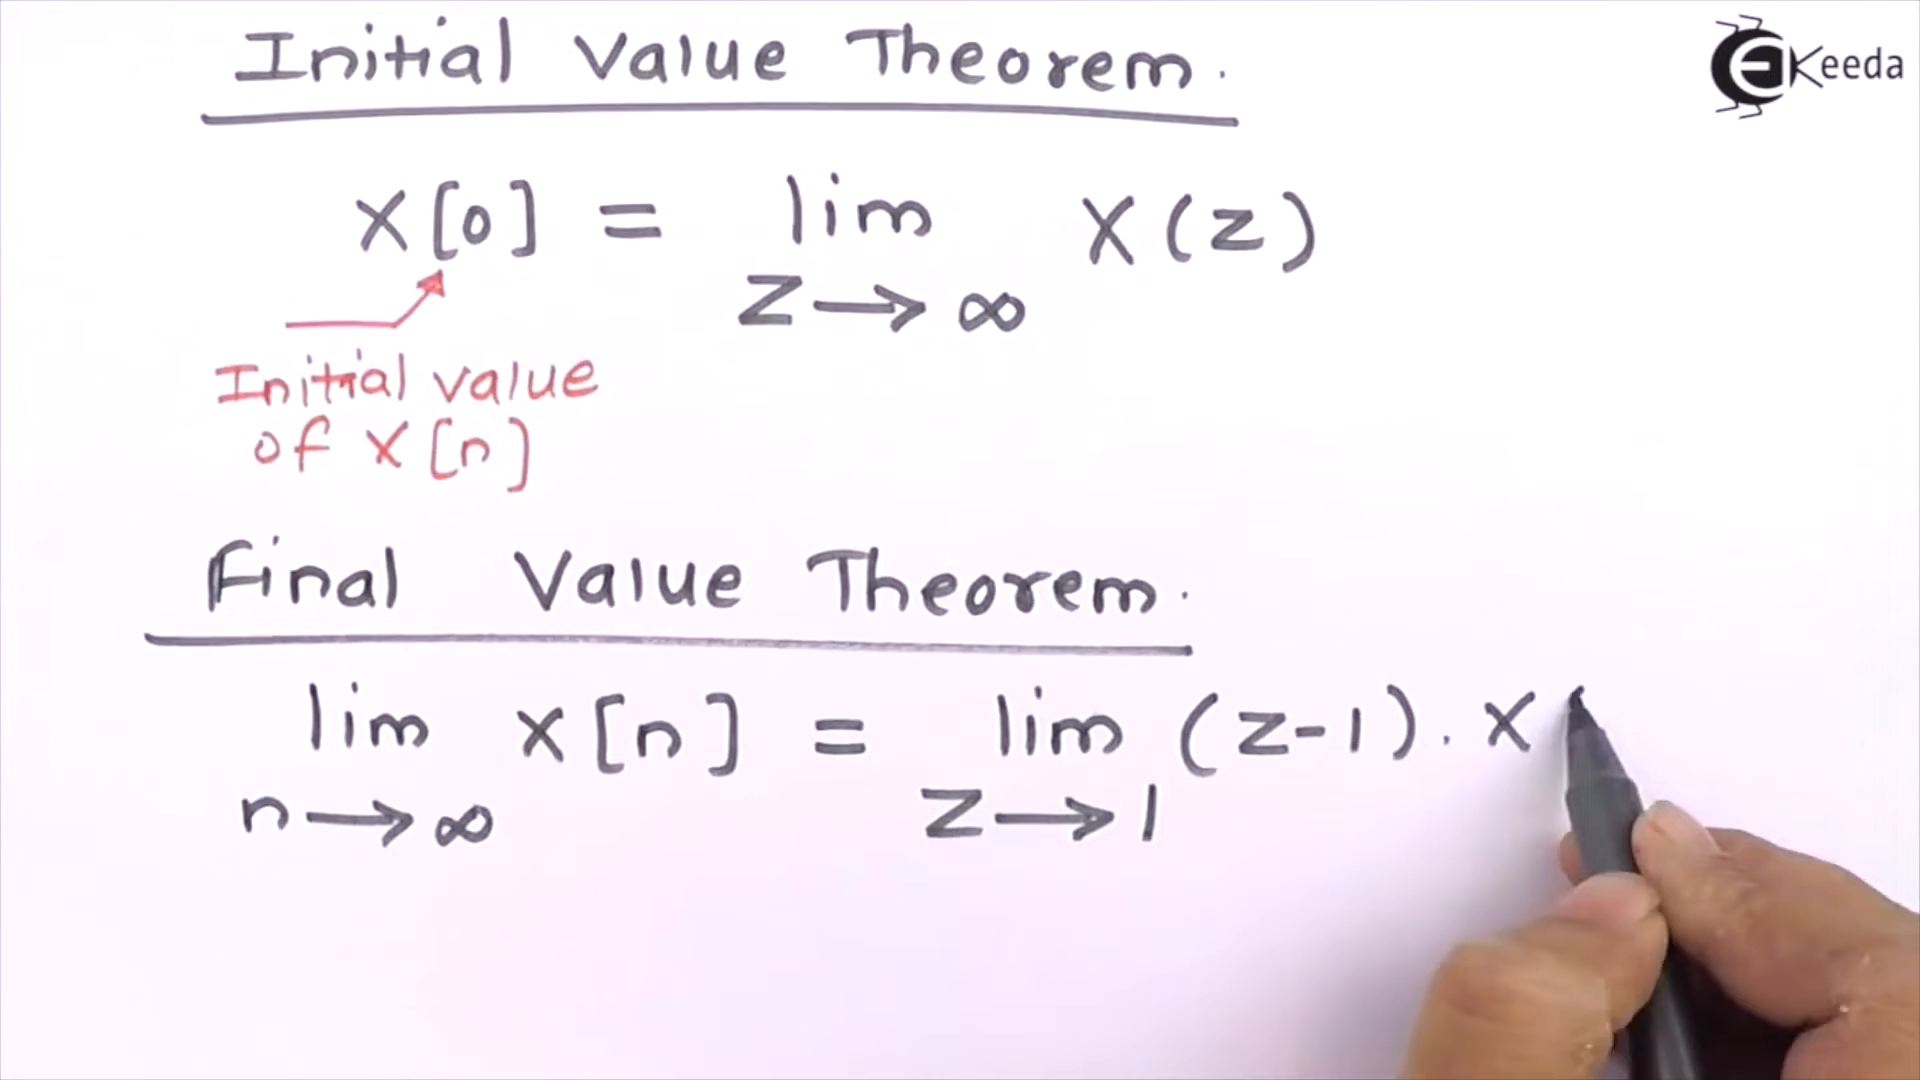 Initial Value Theorem.
EKeeda
x[0] = lim X(z)
z→∞
Initial value
of x[n]
Final Value Theorem.
lim x[n] = lim (z-1). X
n→∞ z→1